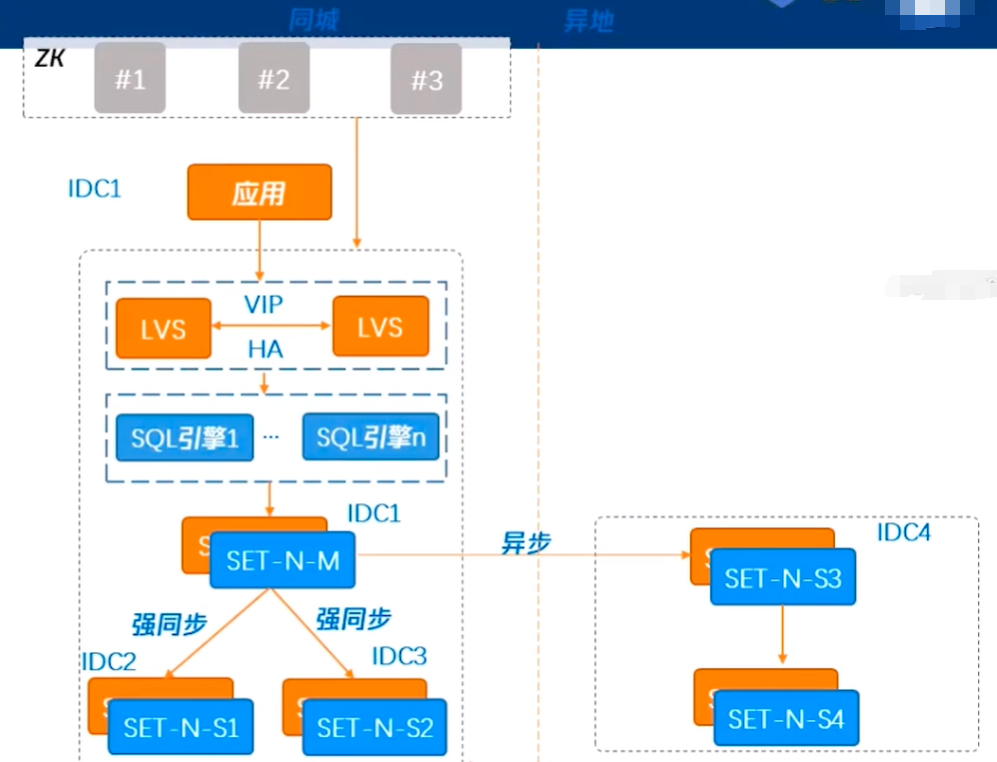 同城
异地
ZK
#1
#2
#3
IDC1
应用
VIP
LVS
LVS
HA
SQL引擎1
...
SQL引擎n
IDC1
S
SET-N-M
异步
IDC4
S
SET-N-S3
强同步
强同步
IDC2
IDC3
S
SET-N-S1
S
SET-N-S2
S
SET-N-S4